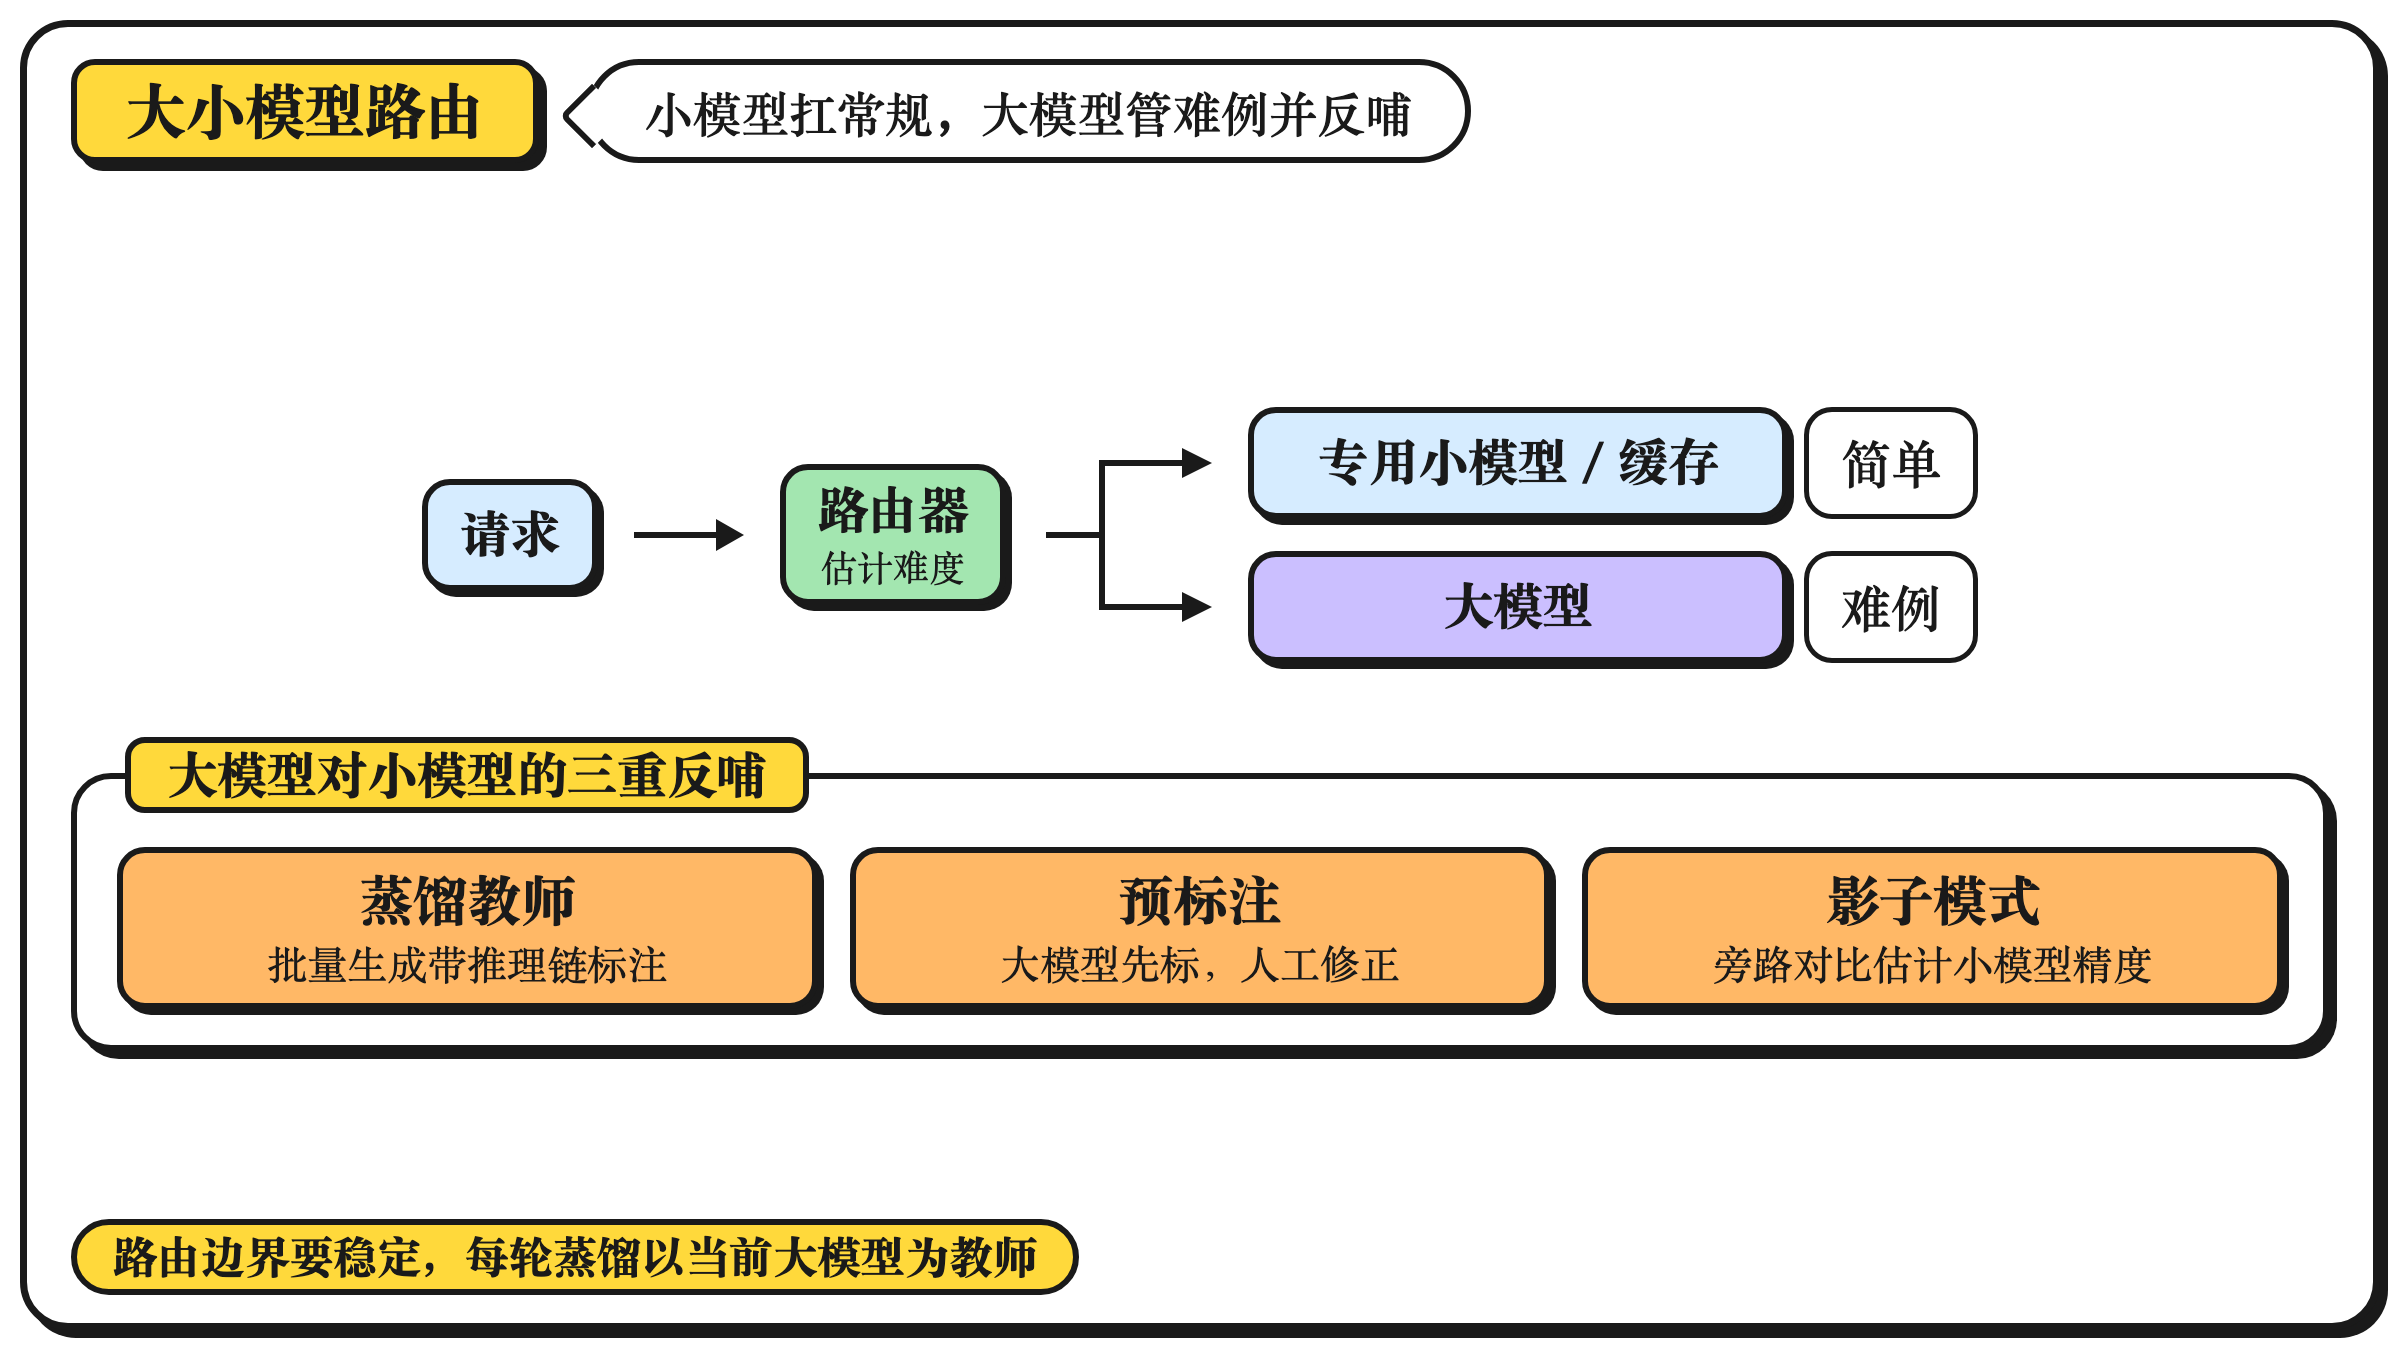 大小模型路由
小模型扛常规，大模型管难例并反哺
请求
路由器
估计难度
专用小模型 / 缓存
简单
大模型
难例
大模型对小模型的三重反哺
蒸馏教师
批量生成带推理链标注
预标注
大模型先标，人工修正
影子模式
旁路对比估计小模型精度
路由边界要稳定，每轮蒸馏以当前大模型为教师